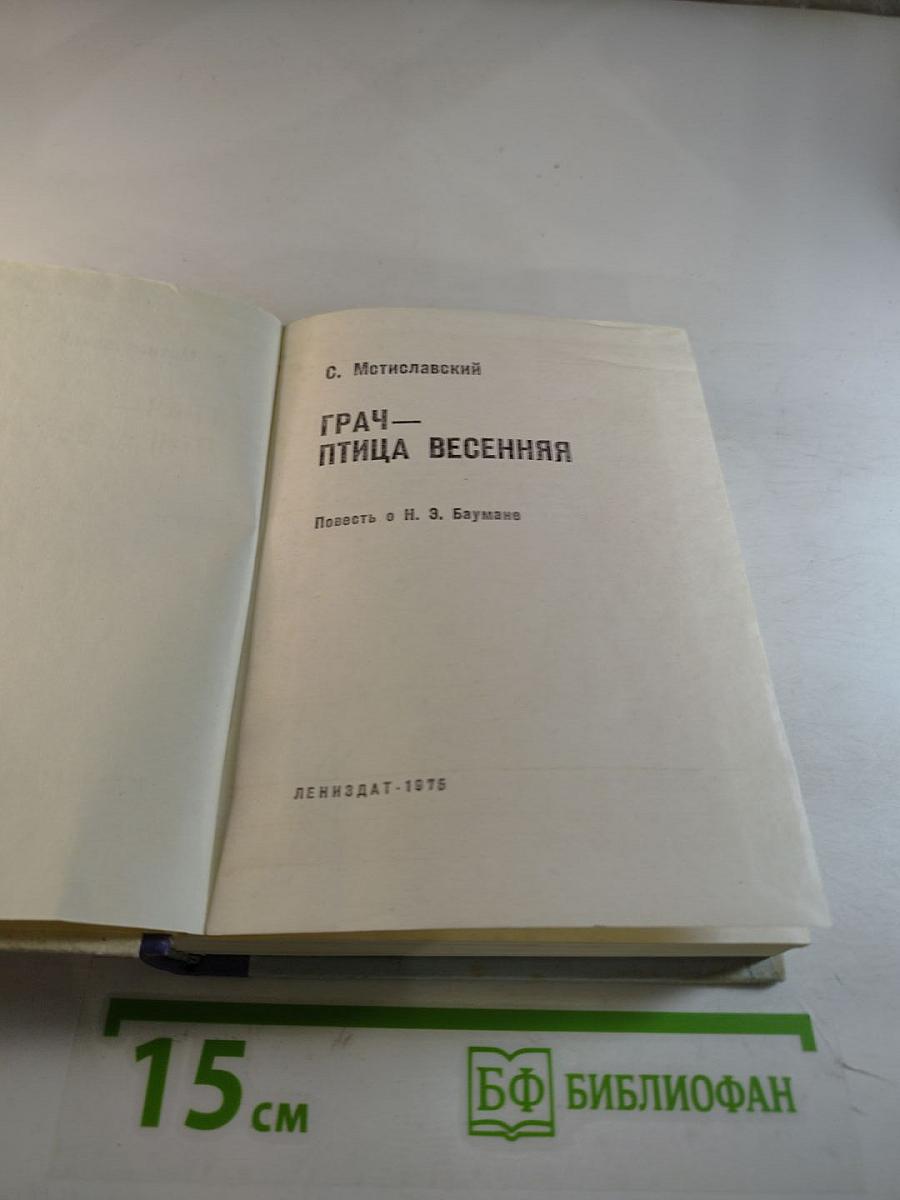 С. Мстиславский
ГРАЧ—
ПТИЦА ВЕСЕННЯЯ
Повесть о Н. Э. Баумане
ЛЕНИЗДАТ-1975
15 см
БФ БИБЛИОФАН